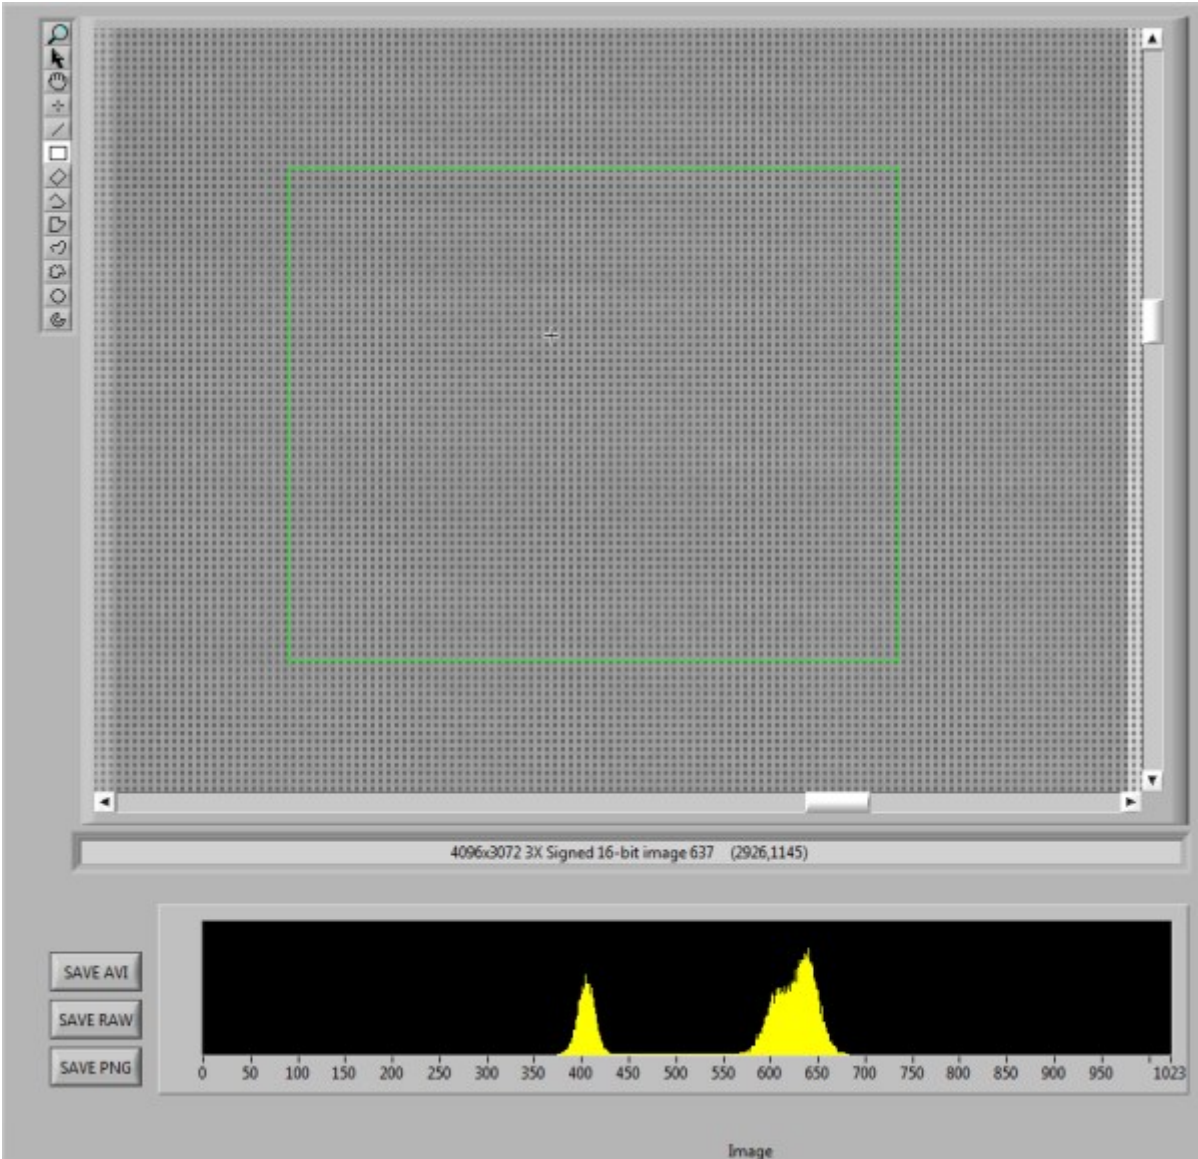 4096x3072 3X Signed 16-bit image 637 (2926,1145)
SAVE AVI
SAVE RAW
SAVE PNG
0 50 100 150 200 250 300 350 400 450 500 550 600 650 700 750 800 850 900 950 1023
Image